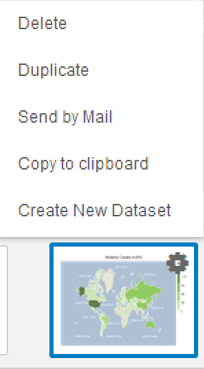 Delete
Duplicate
Send by Mail
Copy to clipboard
Create New Dataset